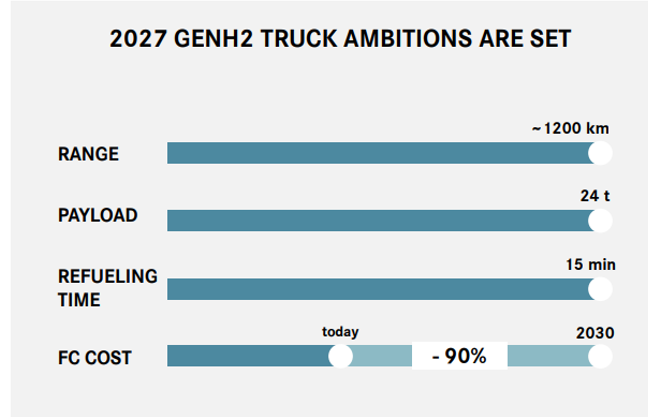 2027 GENH2 TRUCK AMBITIONS ARE SET
~1200 km
RANGE
24 t
PAYLOAD
15 min
REFUELING
TIME
today
2030
FC COST
- 90%